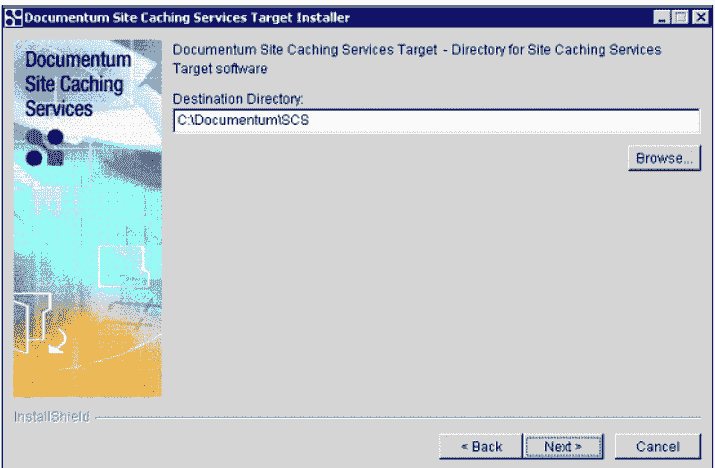 Documentum Site Caching Services Target Installer
Documentum
Site Caching
Services
Documentum Site Caching Services Target - Directory for Site Caching Services
Target software
Destination Directory:
C:\Documentum\SCS
Browse...
InstallShield
< Back
Next >
Cancel